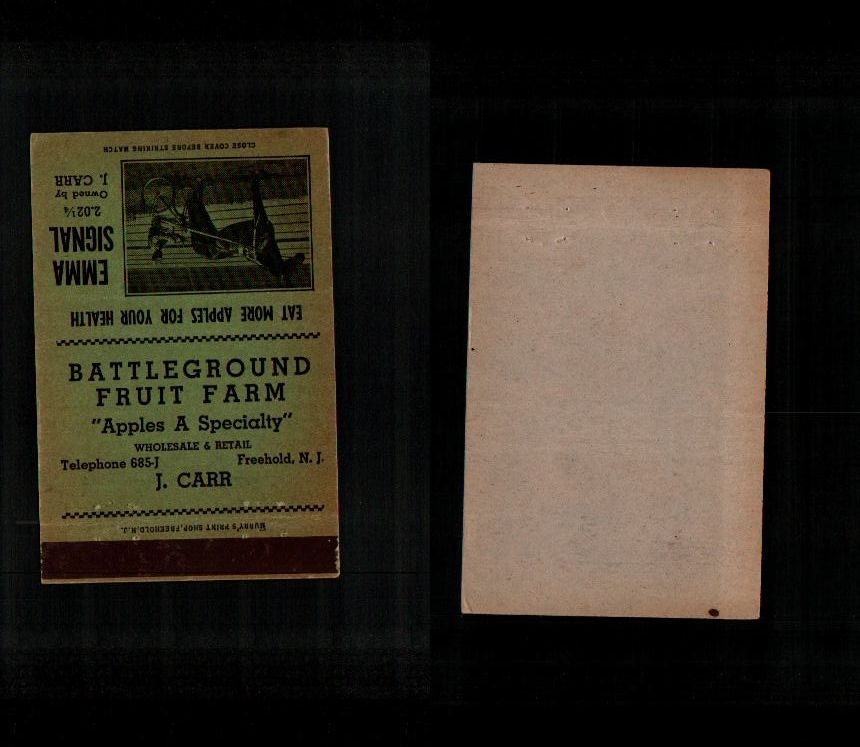 CLOSE COVER BEFORE STRIKING MATCH
EMMA
SIGNAL
2.02¼
Owned by
J. CARR
EAT MORE APPLES FOR YOUR HEALTH
BATTLEGROUND
FRUIT FARM
"Apples A Specialty"
WHOLESALE & RETAIL
Telephone 685-J Freehold, N. J.
J. CARR
WURRY'S PRINT SHOP, FREEHOLD, N. J.